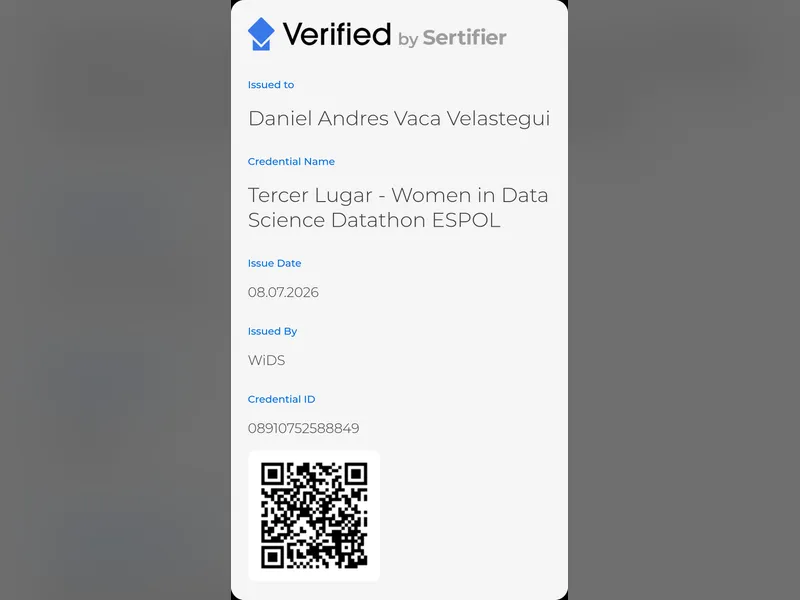 Verified by Sertifier
Issued to
Daniel Andres Vaca Velastegui
Credential Name
Tercer Lugar - Women in Data
Science Datathon ESPOL
Issue Date
08.07.2026
Issued By
WiDS
Credential ID
08910752588849